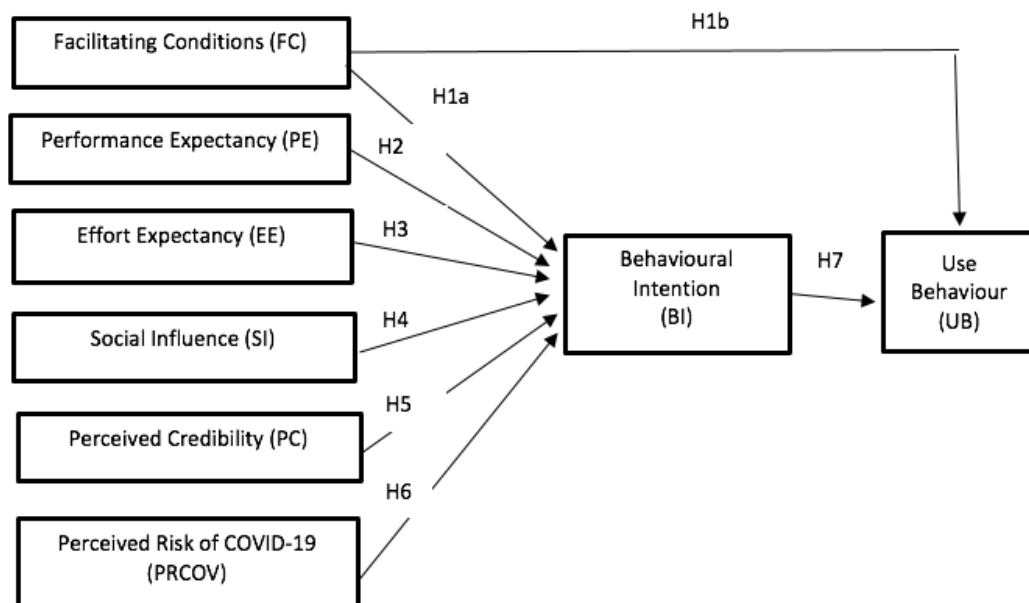 H1b
Facilitating Conditions (FC)
H1a
Performance Expectancy (PE)
H2
Effort Expectancy (EE)
H3
Behavioural
Intention
(BI)
H7
Use
Behaviour
(UB)
Social Influence (SI)
H4
Perceived Credibility (PC)
H5
H6
Perceived Risk of COVID-19
(PRCOV)